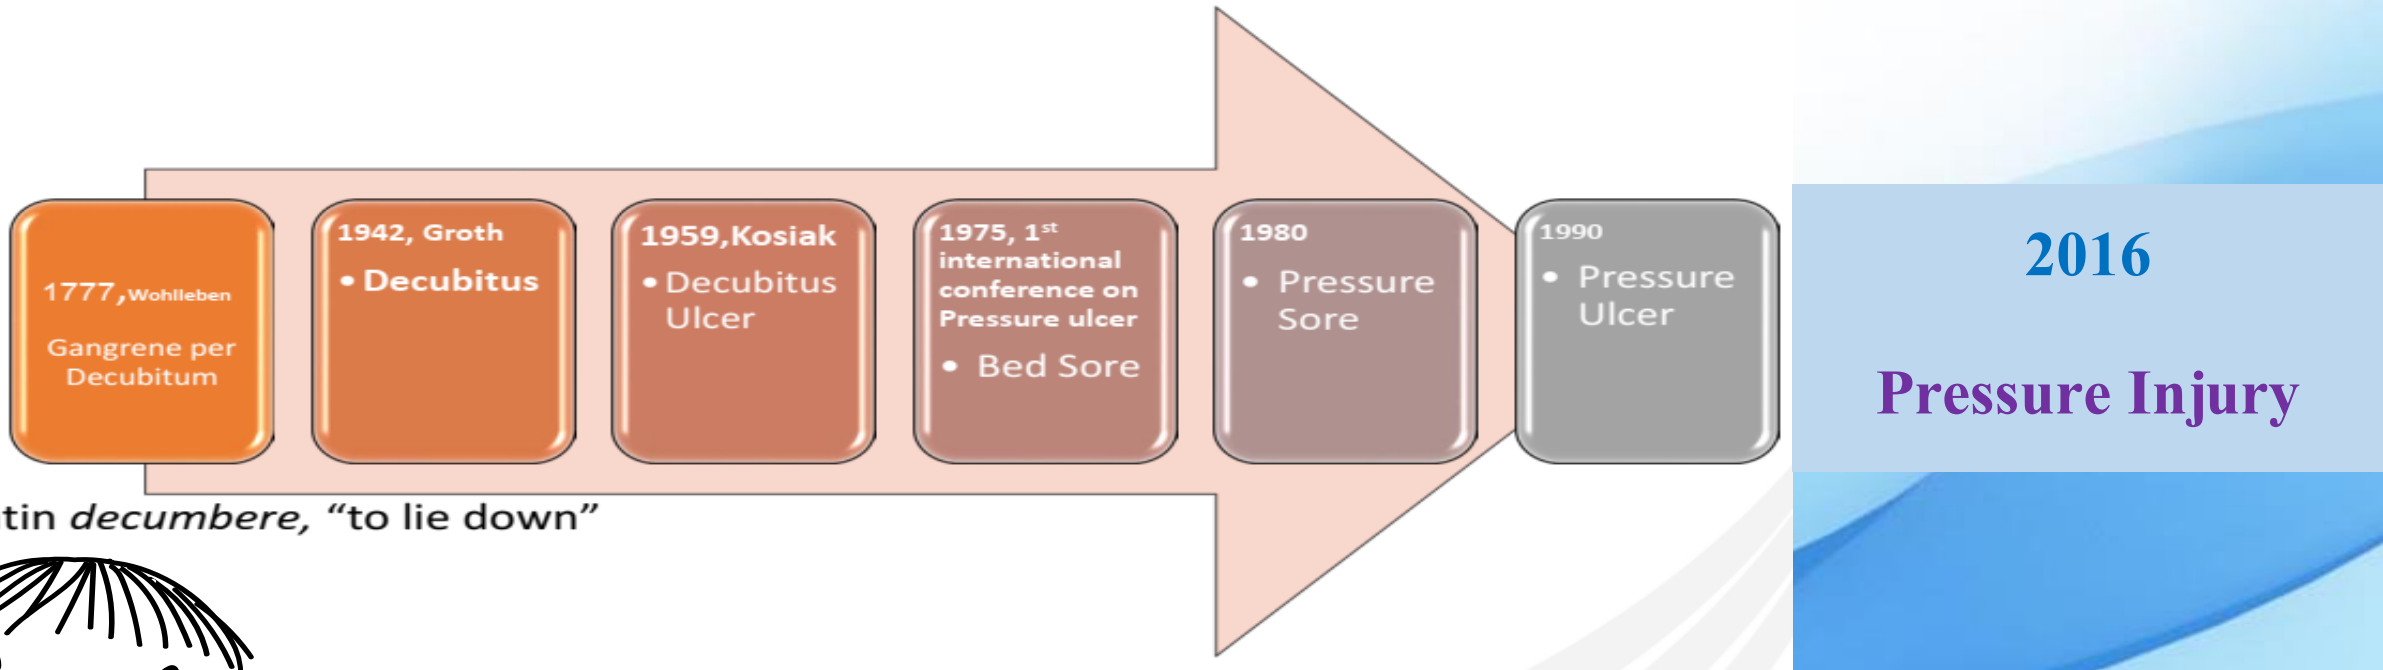 1777,Wohlleben
Gangrene per
Decubitum
1942, Groth
• Decubitus
1959,Kosiak
• Decubitus
Ulcer
1975, 1st
international
conference on
Pressure ulcer
• Bed Sore
1980
• Pressure
Sore
1990
• Pressure
Ulcer
2016
Pressure Injury
decumbere, “to lie down”